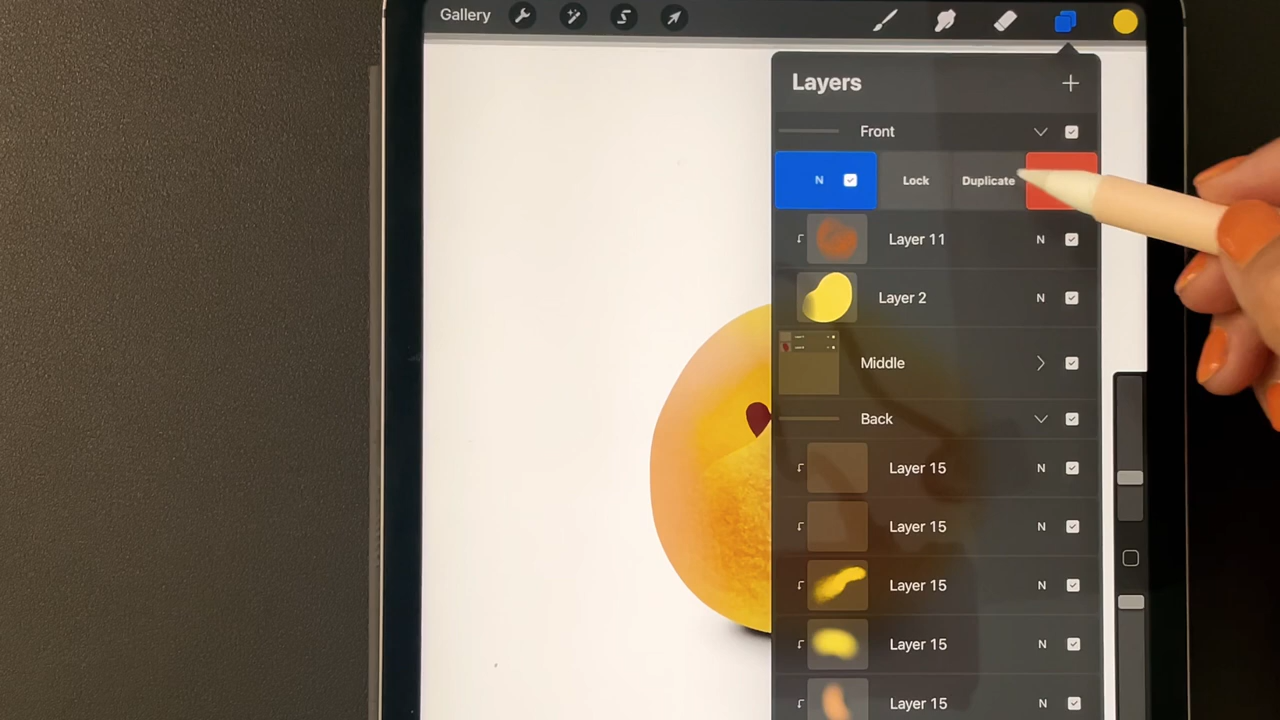 Gallery
Layers
Front
N Lock Duplicate
Layer 11 N
Layer 2 N
Middle
Back
Layer 15 N
Layer 15 N
Layer 15 N
Layer 15 N
Layer 15 N